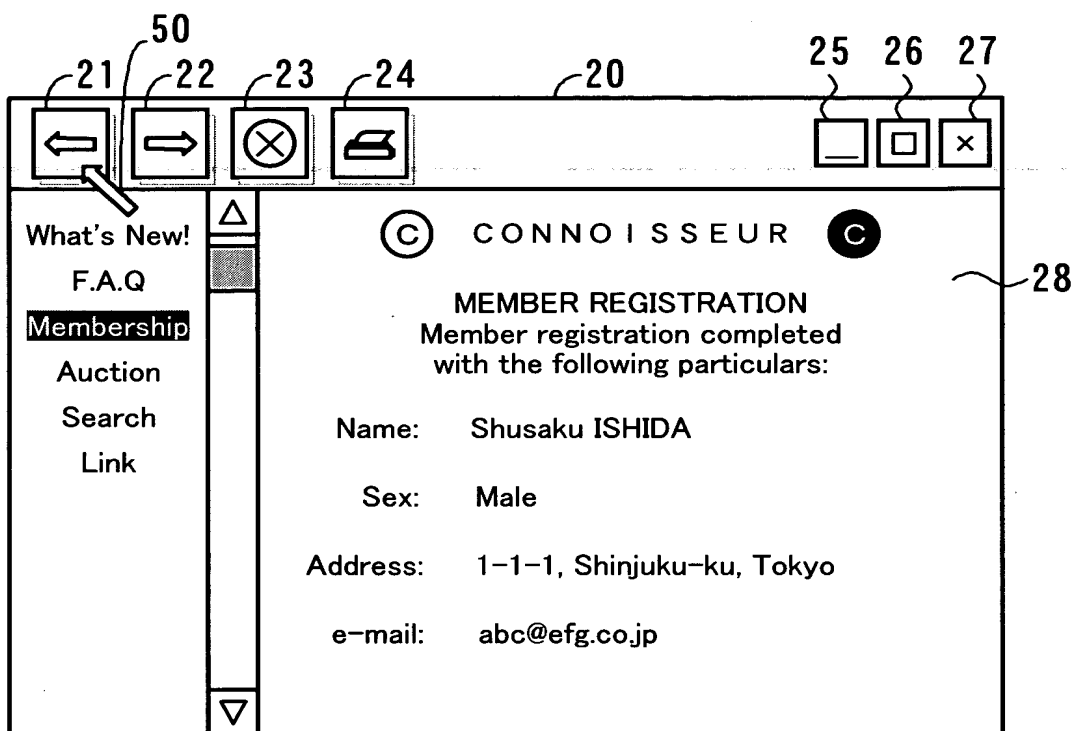 50
21 22 23 24 20 25 26 27
What's New!
F.A.Q
Membership
Auction
Search
Link
C CONNOISSEUR C
28
MEMBER REGISTRATION
Member registration completed
with the following particulars:
Name: Shusaku ISHIDA
Sex: Male
Address: 1-1-1, Shinjuku-ku, Tokyo
e-mail: abc@efg.co.jp